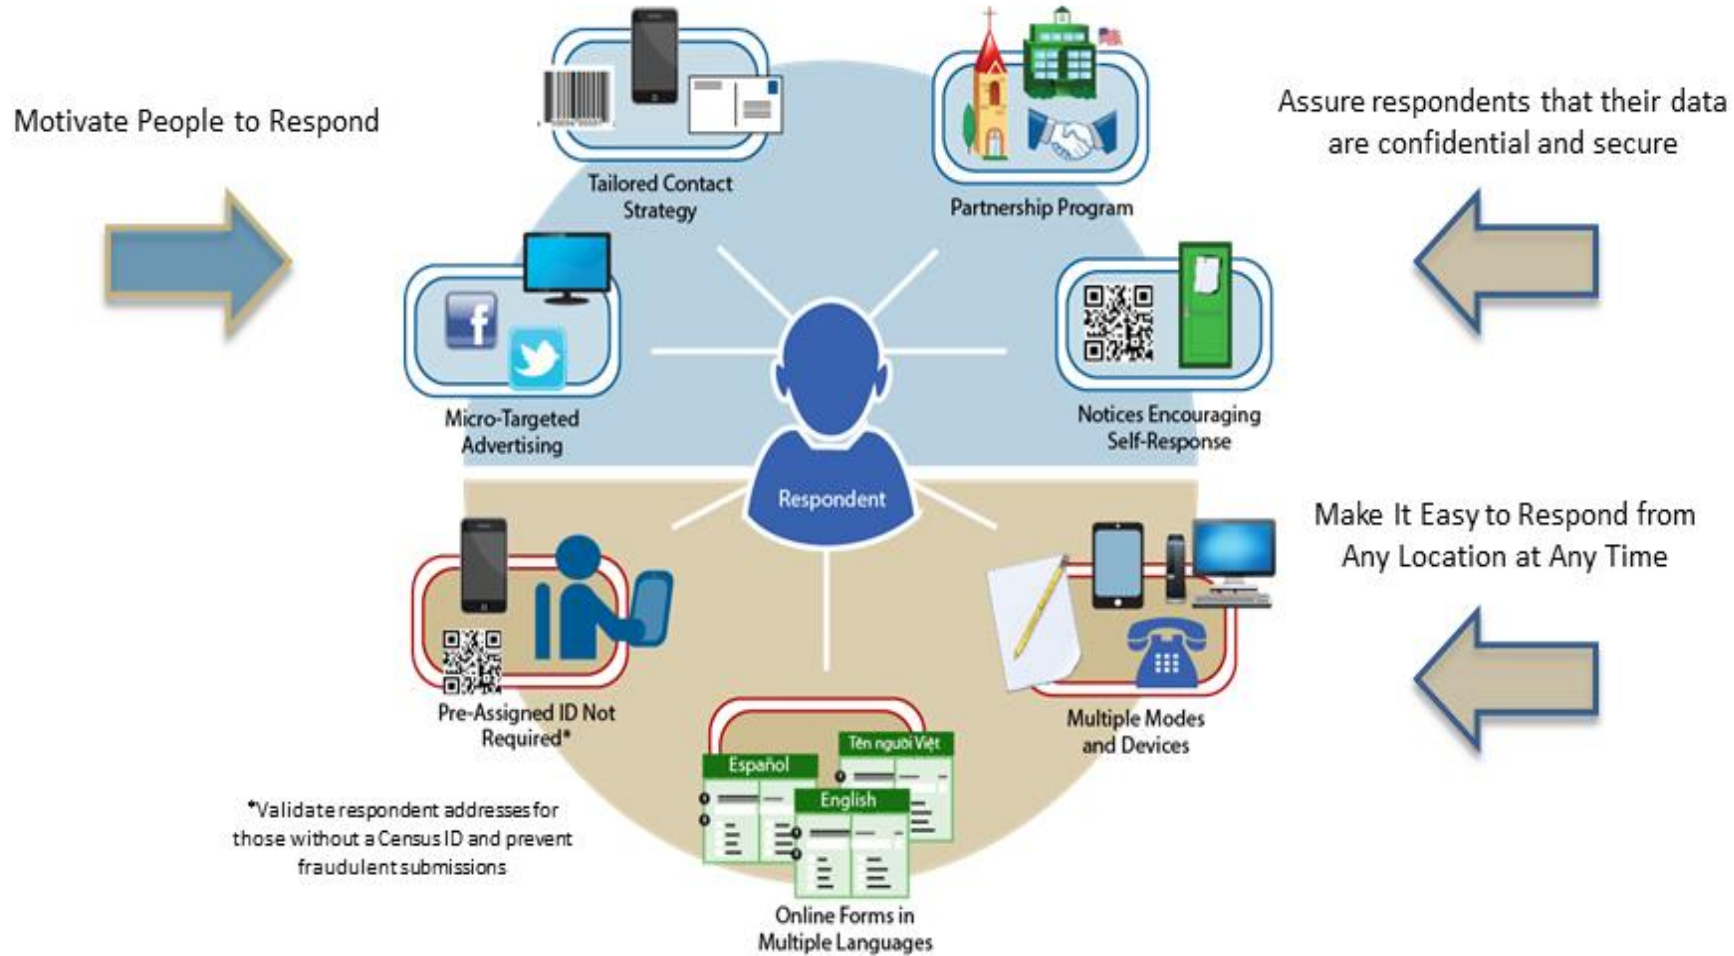 Motivate People to Respond
Assure respondents that their data
are confidential and secure
Tailored Contact
Strategy
Partnership Program
Micro-Targeted
Advertising
Notices Encouraging
Self-Response
Respondent
Make It Easy to Respond from
Any Location at Any Time
Pre-Assigned ID Not
Required*
Multiple Modes
and Devices
*Validate respondent addresses for
those without a Census ID and prevent
fraudulent submissions
Español
Tên người Việt
English
Online Forms in
Multiple Languages